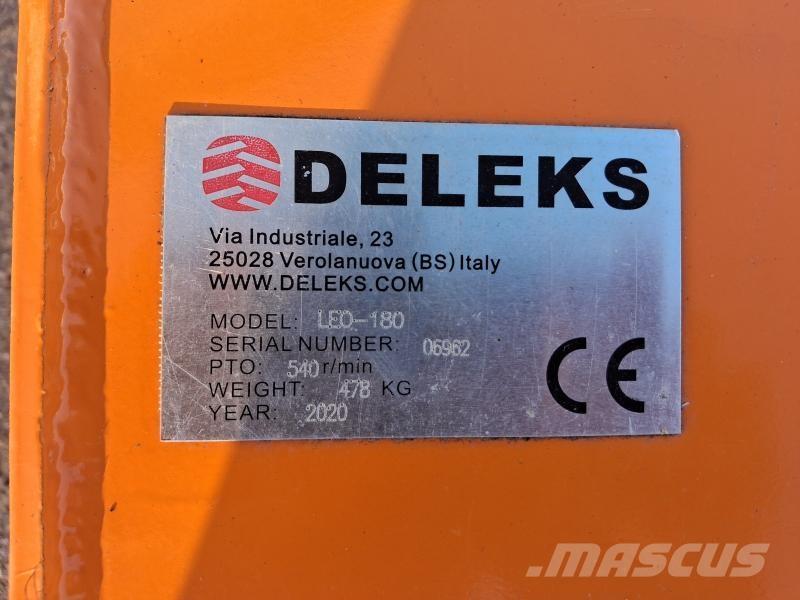 DELEKS
Via Industriale, 23
25028 Verolanuova (BS) Italy
WWW.DELEKS.COM
MODEL: LEO-180
SERIAL NUMBER: 06962
PTO: 540 r/min
WEIGHT: 478 KG
YEAR: 2020
CE
MASCUS